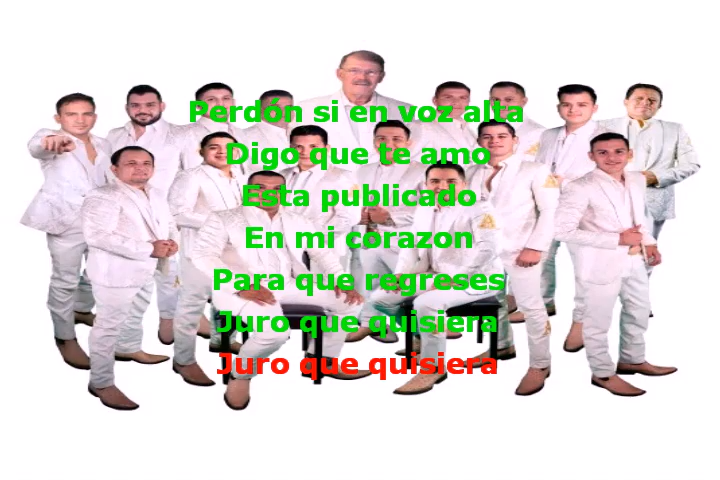 Perdón si en voz alta
Digo que te amo
Esta publicado
En mi corazon
Para que regreses
Juro que quisiera
Juro que quisiera